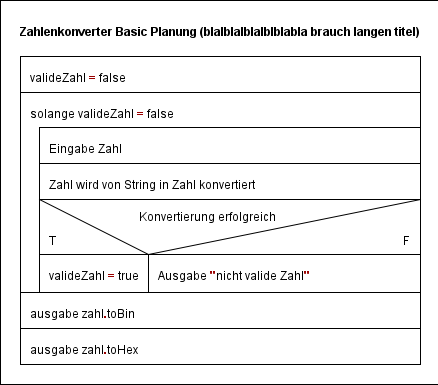 Zahlenkonverter Basic Planung (blalblalblalblblabla brauch langen titel)
valideZahl = false
solange valideZahl = false
Eingabe Zahl
Zahl wird von String in Zahl konvertiert
Konvertierung erfolgreich
T F
valideZahl = true Ausgabe "nicht valide Zahl"
ausgabe zahl.toBin
ausgabe zahl.toHex